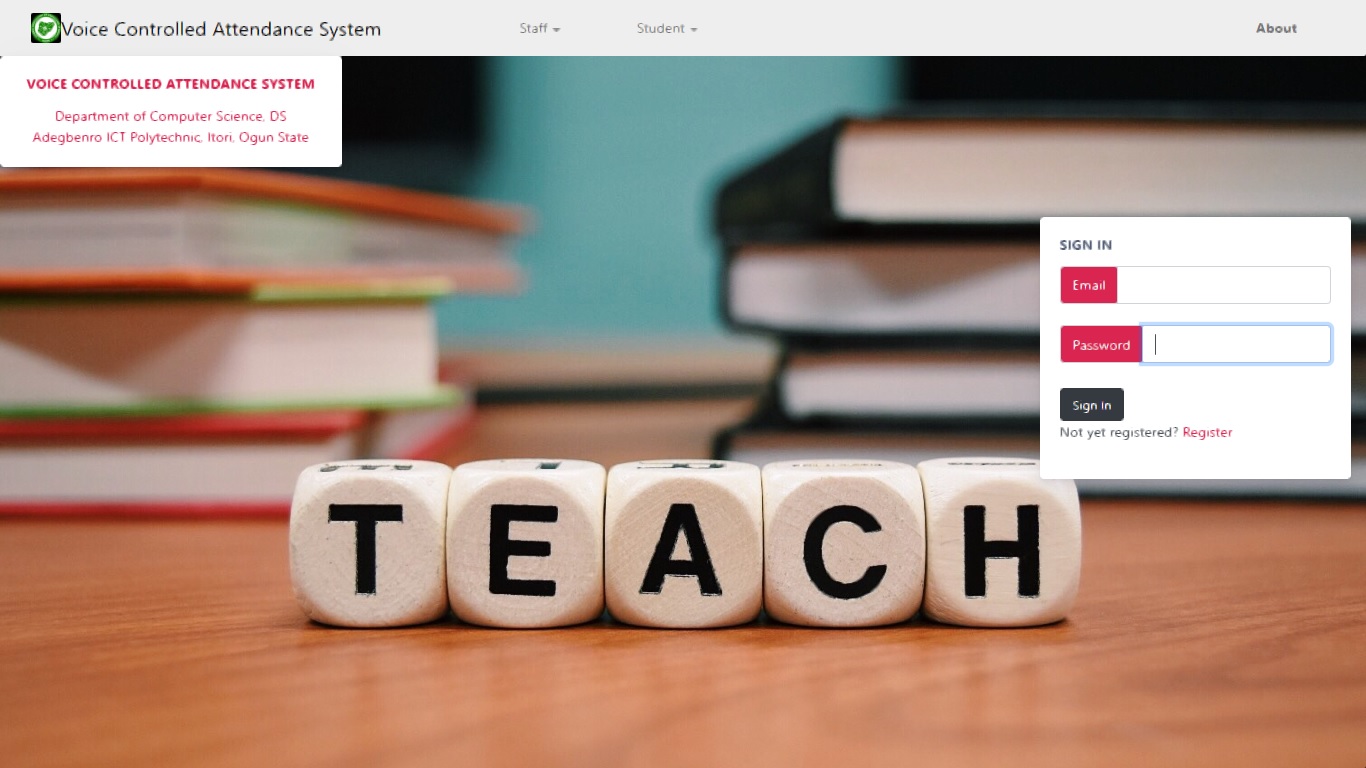 Voice Controlled Attendance System
Staff
Student
About
VOICE CONTROLLED ATTENDANCE SYSTEM
Department of Computer Science, DS
Adegbenro ICT Polytechnic, Itori, Ogun State
SIGN IN
Email
Password
Sign In
Not yet registered? Register
TEACH